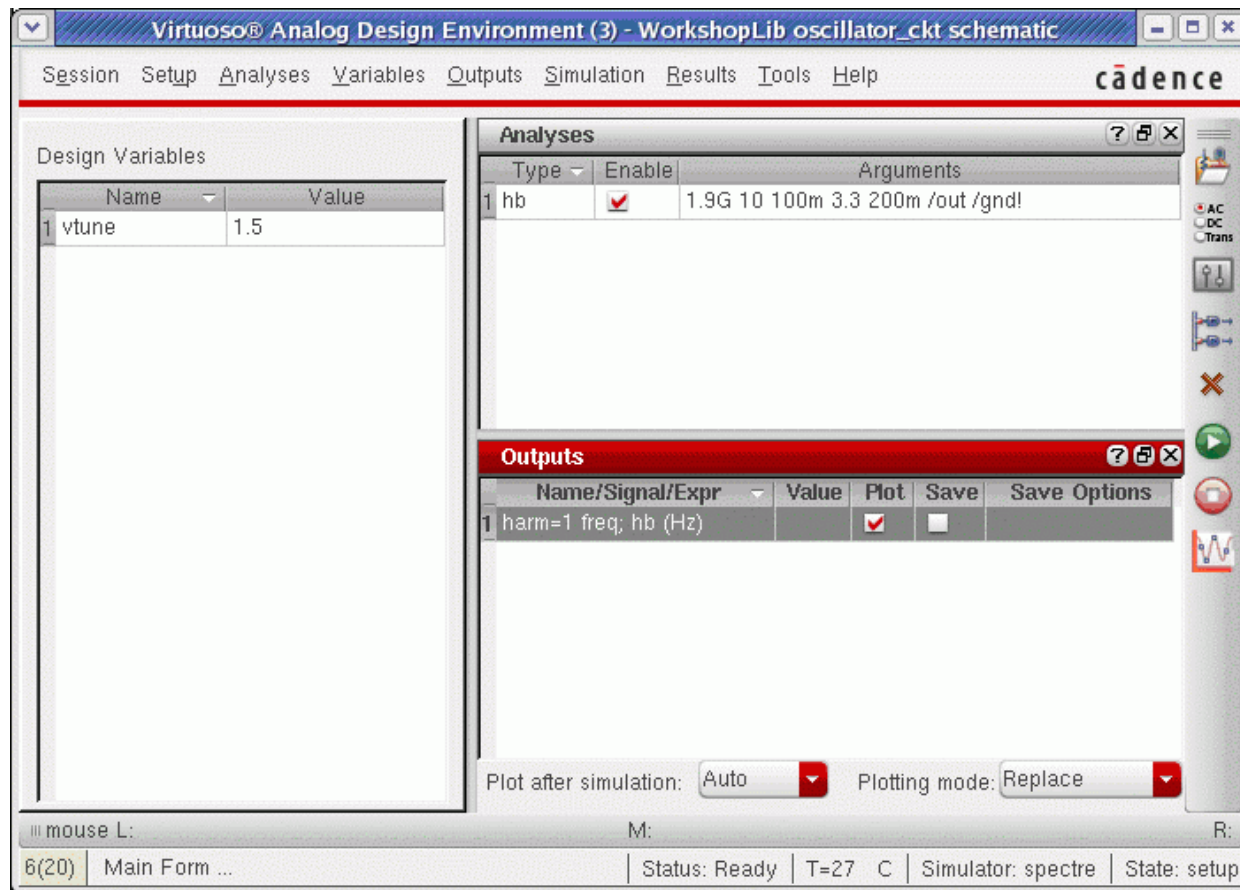 Virtuoso® Analog Design Environment (3) - WorkshopLib oscillator_ckt schematic
Session Setup Analyses Variables Outputs Simulation Results Tools Help cādence
Design Variables
Name Value
1 vtune 1.5
Analyses
Type Enable Arguments
1 hb 1.9G 10 100m 3.3 200m /out /gnd!
AC
DC
Trans
Outputs
Name/Signal/Expr Value Plot Save Save Options
1 harm=1 freq; hb (Hz)
Plot after simulation: Auto Plotting mode: Replace
mouse L: M: R:
6(20) Main Form ... Status: Ready T=27 C Simulator: spectre State: setup